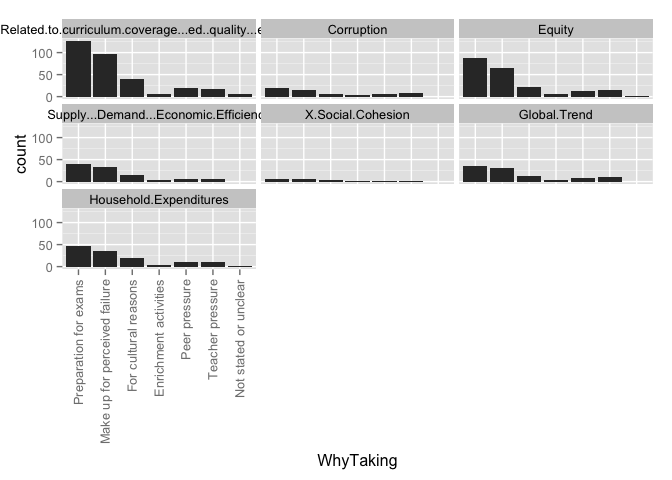 Related.to.curriculum.coverage...ed..quality...e
Corruption
Equity
100
50
0
Supply...Demand...Economic.Efficienc
X.Social.Cohesion
Global.Trend
100
50
0
count
Household.Expenditures
100
50
0
Preparation for exams
Make up for perceived failure
For cultural reasons
Enrichment activities
Peer pressure
Teacher pressure
Not stated or unclear
WhyTaking